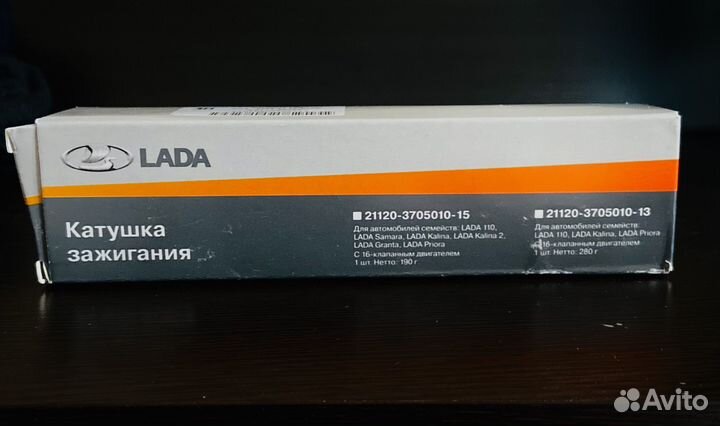 LADA
Катушка
зажигания
21120-3705010-15
Для автомобилей семейств: LADA 110,
LADA Samara, LADA Kalina, LADA Kalina 2,
LADA Granta, LADA Priora
С 16-клапанным двигателем
1 шт. Нетто: 190 г
21120-3705010-13
Для автомобилей семейств:
LADA 110, LADA Kalina, LADA Priora
С 16-клапанным двигателем
1 шт. Нетто: 280 г
Avito